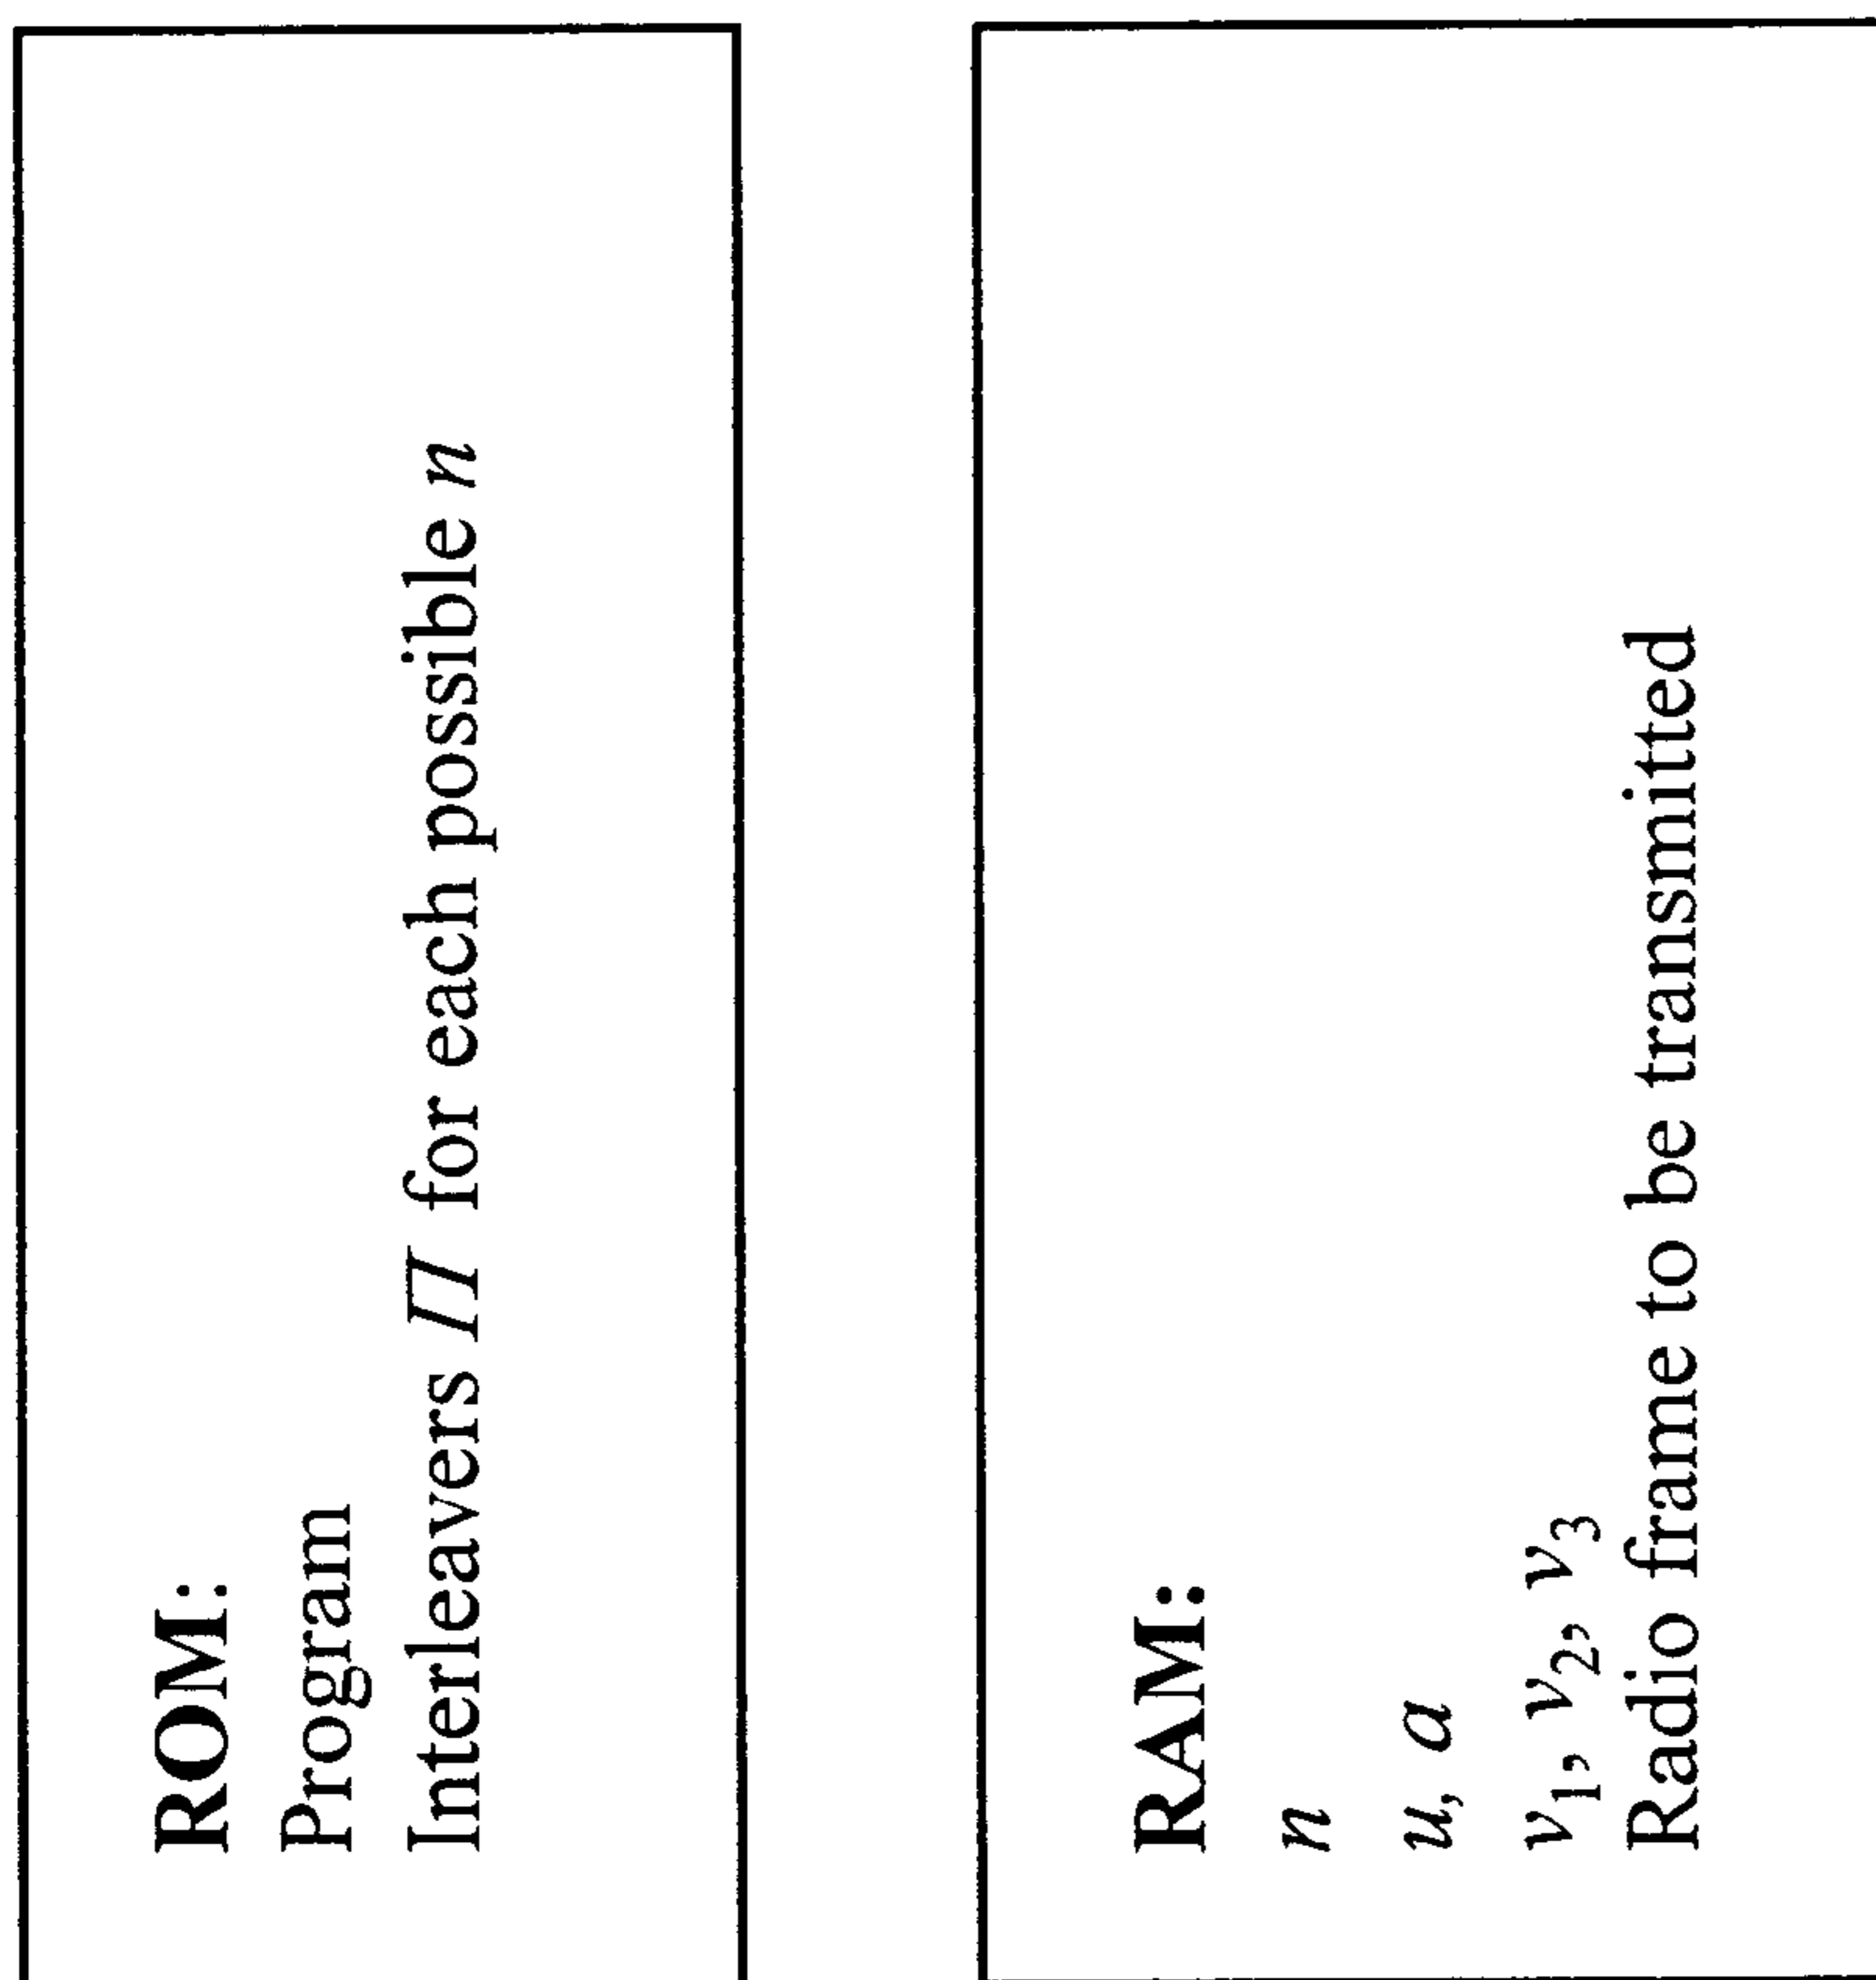 ROM:
Program
Interleavers Π for each possible n
RAM:
n
u, a
v1, v2, v3
Radio frame to be transmitted